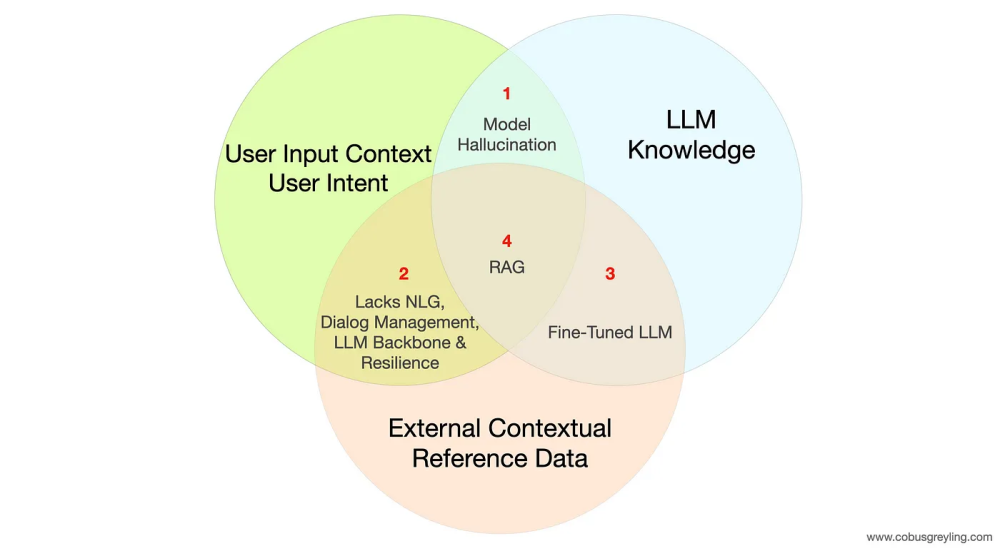 1
Model
Hallucination
LLM
Knowledge
User Input Context
User Intent
4
RAG
2
Lacks NLG,
Dialog Management,
LLM Backbone &
Resilience
3
Fine-Tuned LLM
External Contextual
Reference Data
www.cobusgreyling.com